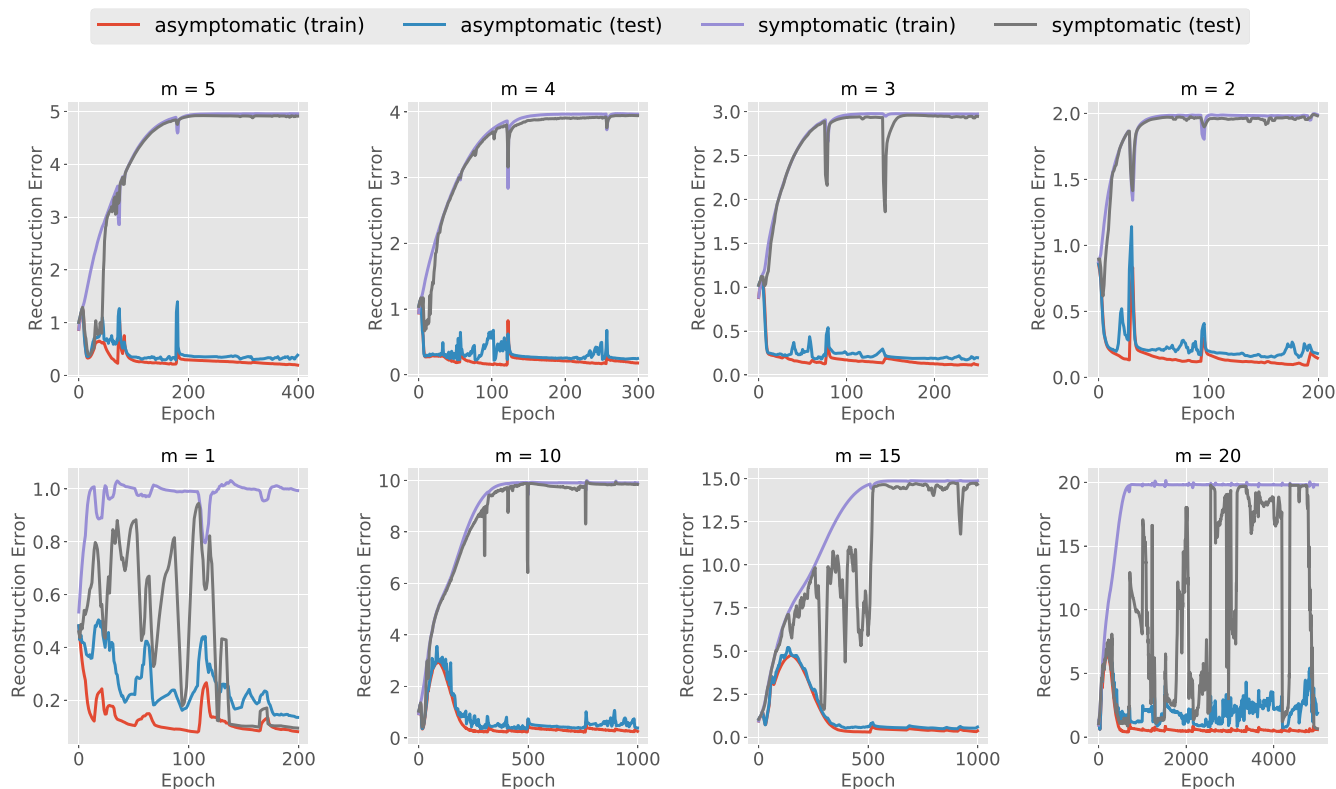 asymptomatic (train) asymptomatic (test) symptomatic (train) symptomatic (test)
m = 5
Reconstruction Error
5
4
3
2
1
0
0 200 400
Epoch
m = 4
Reconstruction Error
4
3
2
1
0
0 100 200 300
Epoch
m = 3
Reconstruction Error
3.0
2.5
2.0
1.5
1.0
0.5
0.0
0 100 200
Epoch
m = 2
Reconstruction Error
2.0
1.5
1.0
0.5
0.0
0 100 200
Epoch
m = 1
Reconstruction Error
1.0
0.8
0.6
0.4
0.2
0 100 200
Epoch
m = 10
Reconstruction Error
10
8
6
4
2
0
0 500 1000
Epoch
m = 15
Reconstruction Error
15.0
12.5
10.0
7.5
5.0
2.5
0.0
0 500 1000
Epoch
m = 20
Reconstruction Error
20
15
10
5
0
0 2000 4000
Epoch